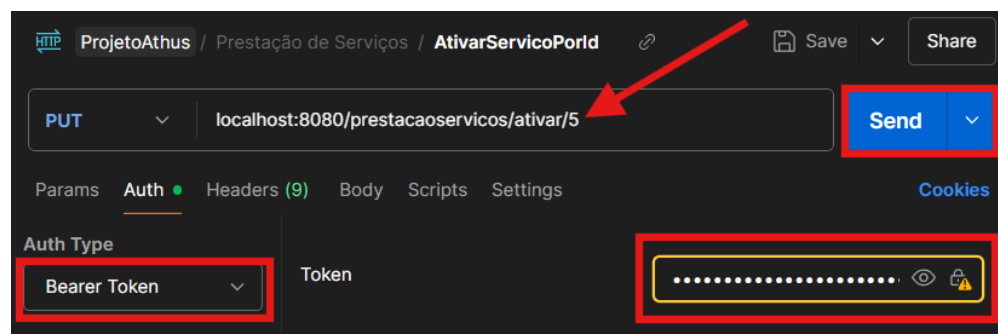 HTTP ProjetoAthus / Prestação de Serviços / AtivarServicoPorId Save Share
PUT localhost:8080/prestacaoservicos/ativar/5 Send
Params Auth Headers (9) Body Scripts Settings Cookies
Auth Type
Bearer Token
Token